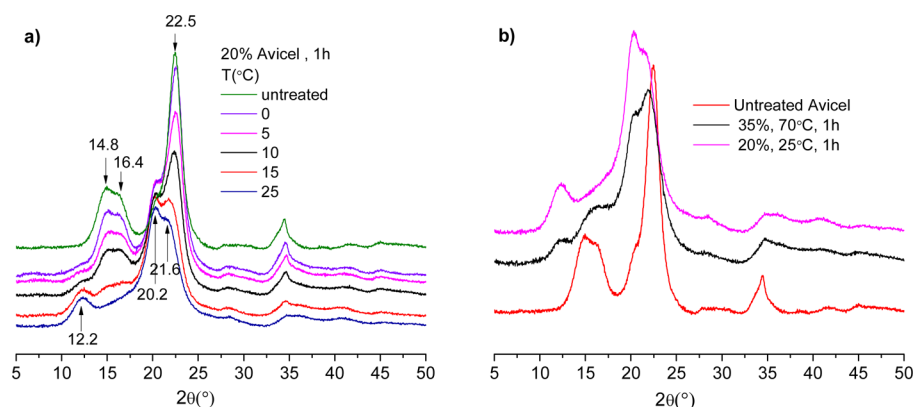 a)
22.5
20% Avicel , 1h
T(°C)
untreated
0
5
10
15
25
14.8
16.4
21.6
20.2
12.2
5 10 15 20 25 30 35 40 45 50
2θ(°)
b)
Untreated Avicel
35%, 70°C, 1h
20%, 25°C, 1h
5 10 15 20 25 30 35 40 45 50
2θ(°)